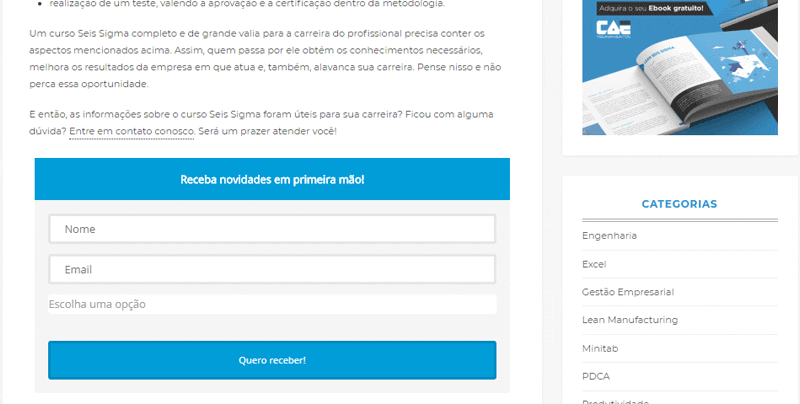 realização de um teste, valendo a aprovação e a certificação dentro da metodologia.
Um curso Seis Sigma completo e de grande valia para a carreira do profissional precisa conter os
aspectos mencionados acima. Assim, quem passa por ele obtém os conhecimentos necessários,
melhora os resultados da empresa em que atua e, também, alavanca sua carreira. Pense nisso e não
perca essa oportunidade.
E então, as informações sobre o curso Seis Sigma foram úteis para sua carreira? Ficou com alguma
dúvida? Entre em contato conosco. Será um prazer atender você!
Receba novidades em primeira mão!
Nome
Email
Escolha uma opção
Quero receber!
Adquira o seu Ebook gratuito!
CAE
CATEGORIAS
Engenharia
Excel
Gestão Empresarial
Lean Manufacturing
Minitab
PDCA
Produtividade